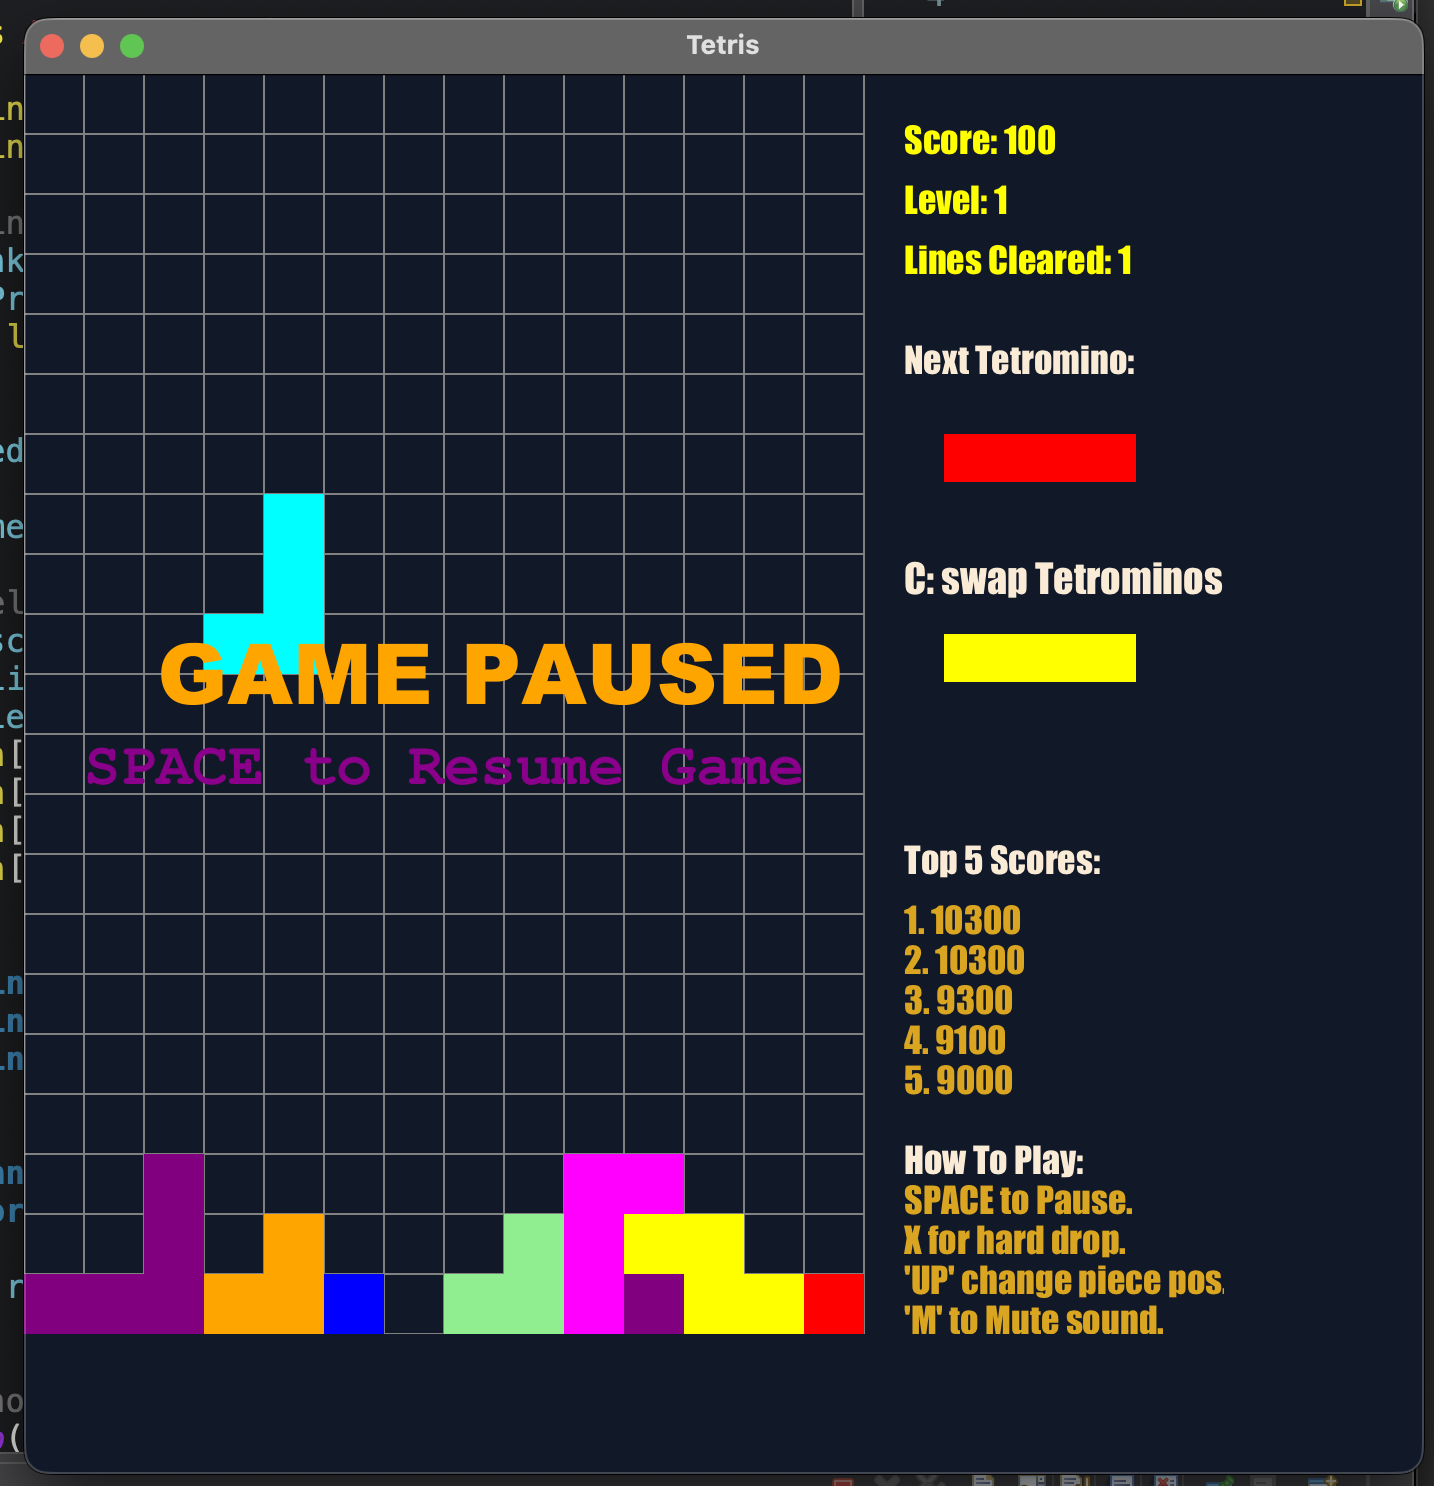 Tetris
Score: 100
Level: 1
Lines Cleared: 1
Next Tetromino:
C: swap Tetrominos
GAME PAUSED
SPACE to Resume Game
Top 5 Scores:
1. 10300
2. 10300
3. 9300
4. 9100
5. 9000
How To Play:
SPACE to Pause.
X for hard drop.
'UP' change piece pos.
'M' to Mute sound.